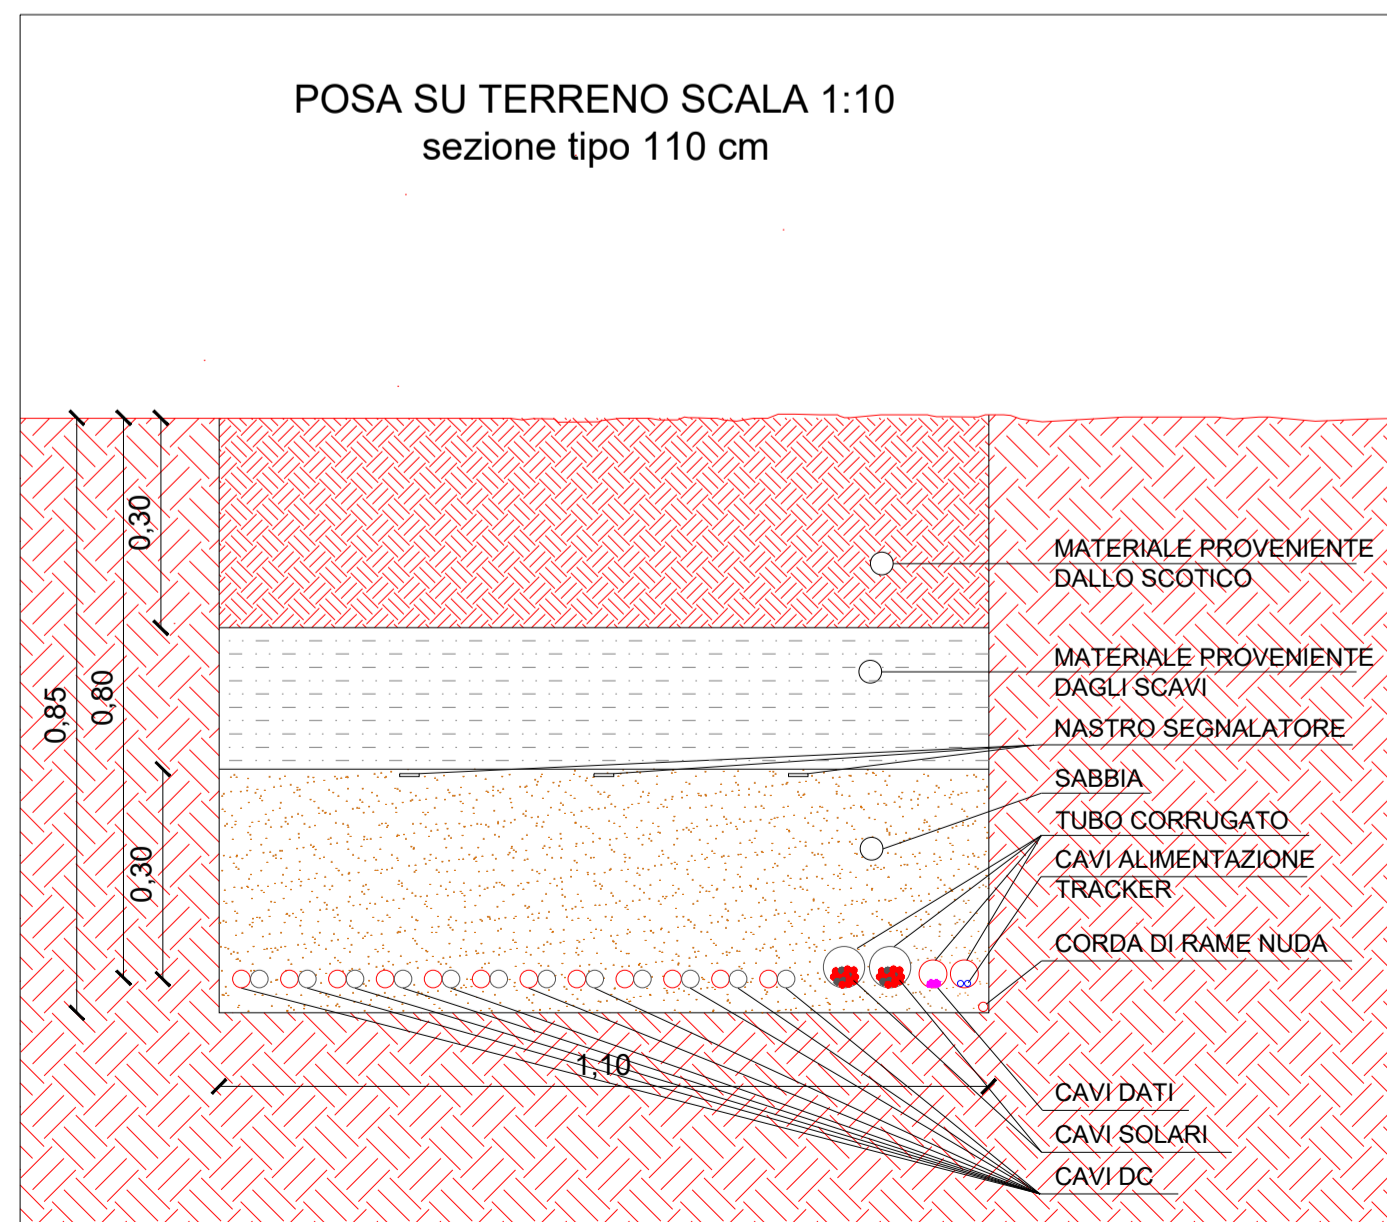 POSA SU TERRENO SCALA 1:10
sezione tipo 110 cm
0,30
0,80
0,85
0,30
1,10
MATERIALE PROVENIENTE
DALLO SCOTICO
MATERIALE PROVENIENTE
DAGLI SCAVI
NASTRO SEGNALATORE
SABBIA
TUBO CORRUGATO
CAVI ALIMENTAZIONE
TRACKER
CORDA DI RAME NUDA
CAVI DATI
CAVI SOLARI
CAVI DC